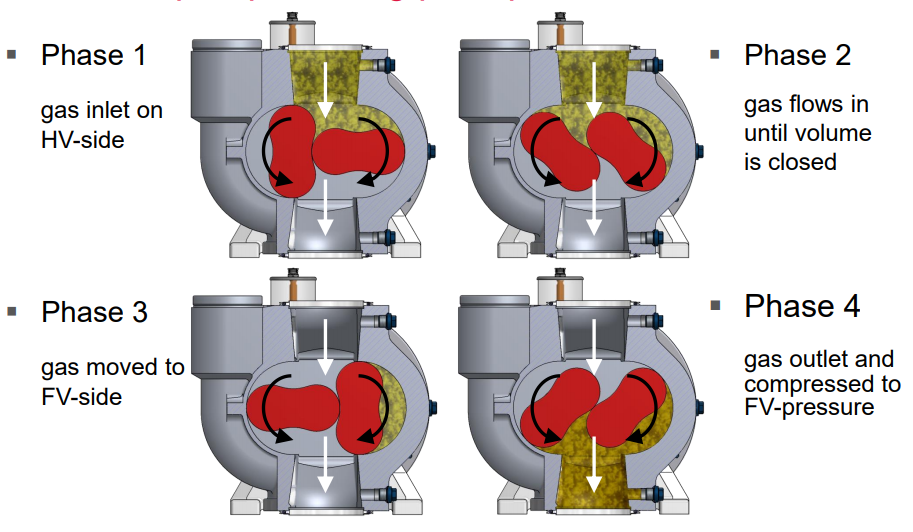 Phase 1
gas inlet on
HV-side
Phase 2
gas flows in
until volume
is closed
Phase 3
gas moved to
FV-side
Phase 4
gas outlet and
compressed to
FV-pressure